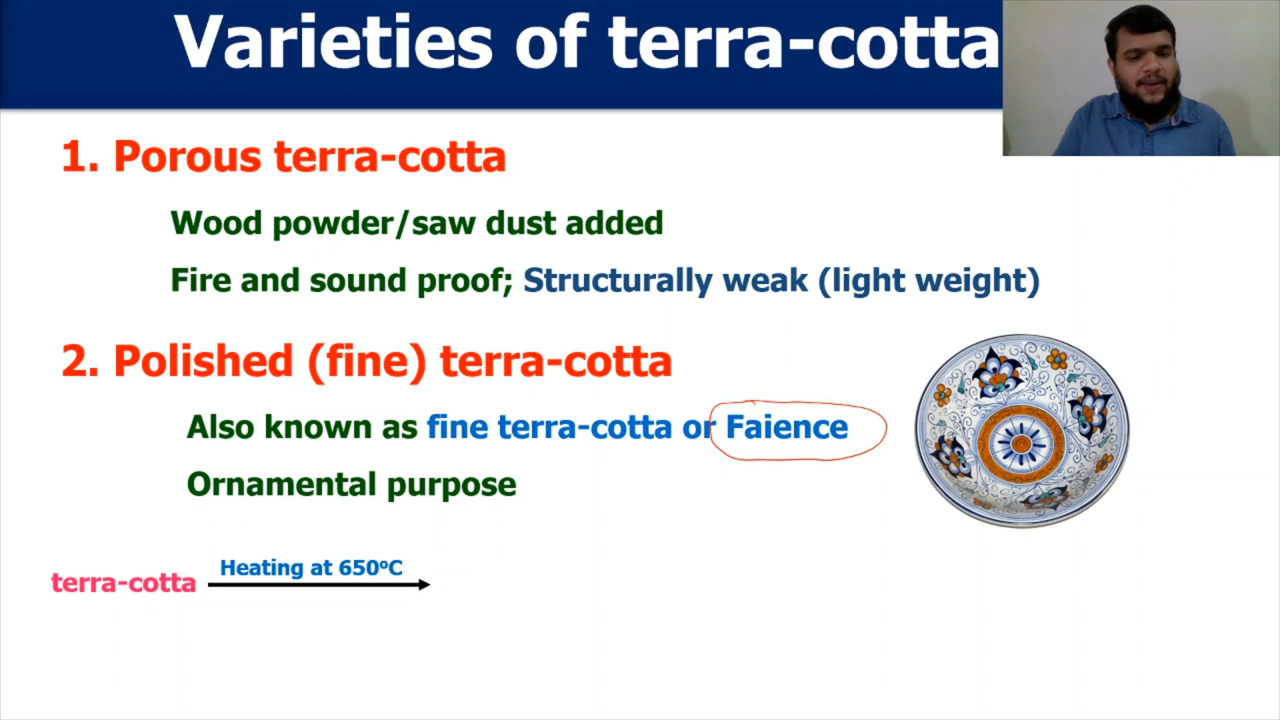 Varieties of terra-cotta
1. Porous terra-cotta
Wood powder/saw dust added
Fire and sound proof; Structurally weak (light weight)
2. Polished (fine) terra-cotta
Also known as fine terra-cotta or Faience
Ornamental purpose
Heating at 650°C
terra-cotta